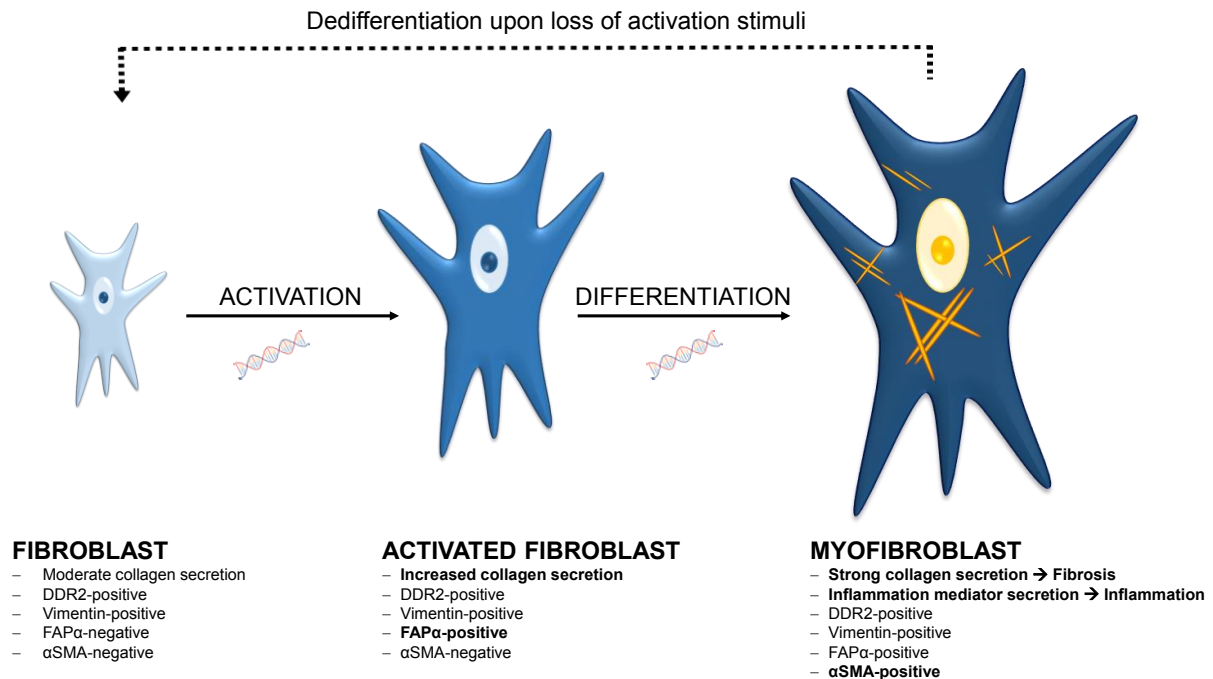 Dedifferentiation upon loss of activation stimuli
ACTIVATION
DIFFERENTIATION
FIBROBLAST
– Moderate collagen secretion
– DDR2-positive
– Vimentin-positive
– FAPα-negative
– αSMA-negative
ACTIVATED FIBROBLAST
– Increased collagen secretion
– DDR2-positive
– Vimentin-positive
– FAPα-positive
– αSMA-negative
MYOFIBROBLAST
– Strong collagen secretion → Fibrosis
– Inflammation mediator secretion → Inflammation
– DDR2-positive
– Vimentin-positive
– FAPα-positive
– αSMA-positive